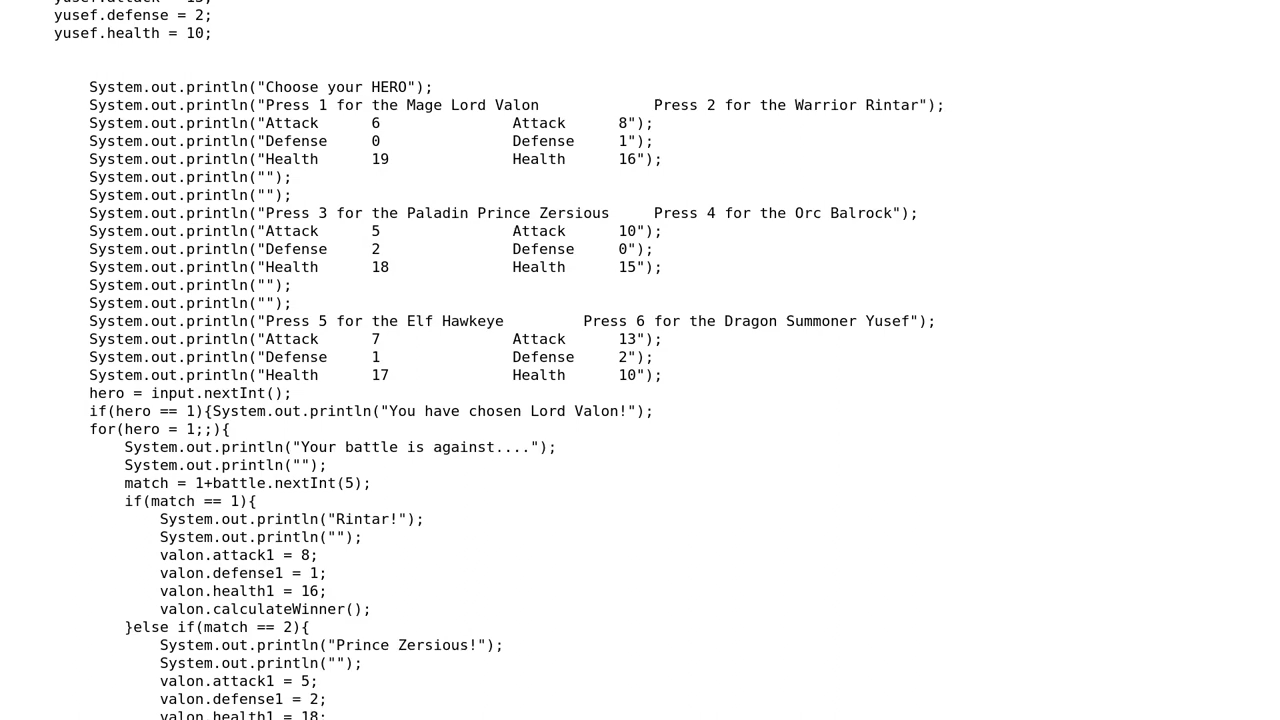 yusef.defense = 2;
yusef.health = 10;
System.out.println("Choose your HERO");
System.out.println("Press 1 for the Mage Lord Valon             Press 2 for the Warrior Rintar");
System.out.println("Attack      6               Attack      8");
System.out.println("Defense     0               Defense     1");
System.out.println("Health      19              Health      16");
System.out.println("");
System.out.println("");
System.out.println("Press 3 for the Paladin Prince Zersious     Press 4 for the Orc Balrock");
System.out.println("Attack      5               Attack      10");
System.out.println("Defense     2               Defense     0");
System.out.println("Health      18              Health      15");
System.out.println("");
System.out.println("");
System.out.println("Press 5 for the Elf Hawkeye         Press 6 for the Dragon Summoner Yusef");
System.out.println("Attack      7               Attack      13");
System.out.println("Defense     1               Defense     2");
System.out.println("Health      17              Health      10");
hero = input.nextInt();
if(hero == 1){System.out.println("You have chosen Lord Valon!");
for(hero = 1;;){
System.out.println("Your battle is against....");
System.out.println("");
match = 1+battle.nextInt(5);
if(match == 1){
System.out.println("Rintar!");
System.out.println("");
valon.attack1 = 8;
valon.defense1 = 1;
valon.health1 = 16;
valon.calculateWinner();
}else if(match == 2){
System.out.println("Prince Zersious!");
System.out.println("");
valon.attack1 = 5;
valon.defense1 = 2;
valon.health1 = 18;